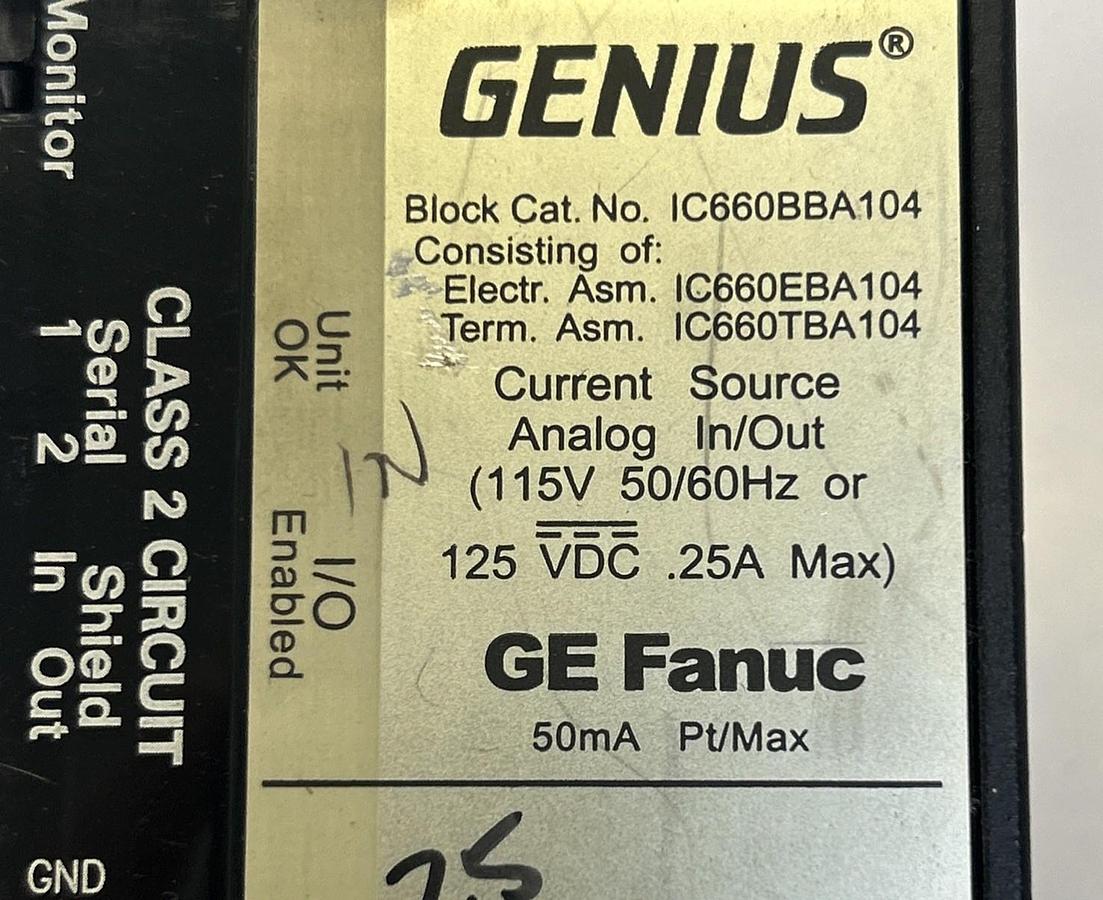 GENIUS®
Block Cat. No. IC660BBA104
Consisting of:
Electr. Asm. IC660EBA104
Term. Asm. IC660TBA104
Current Source
Analog In/Out
(115V 50/60Hz or
125 VDC .25A Max)
GE Fanuc
50mA Pt/Max
Unit
OK
I/O
Enabled
Monitor
CLASS 2 CIRCUIT
Serial
1 2
Shield
In Out
GND